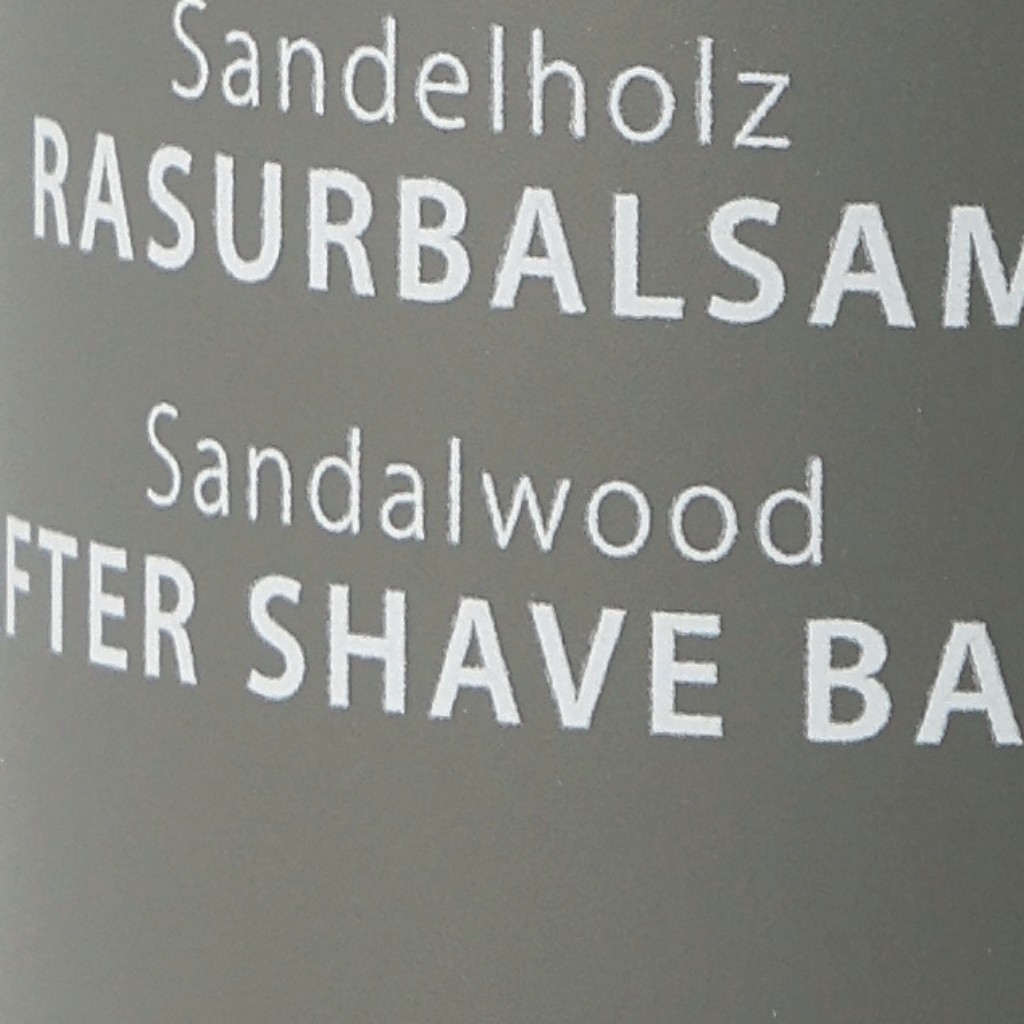 Sandelholz
RASURBALSAM
Sandalwood
FTER SHAVE BA